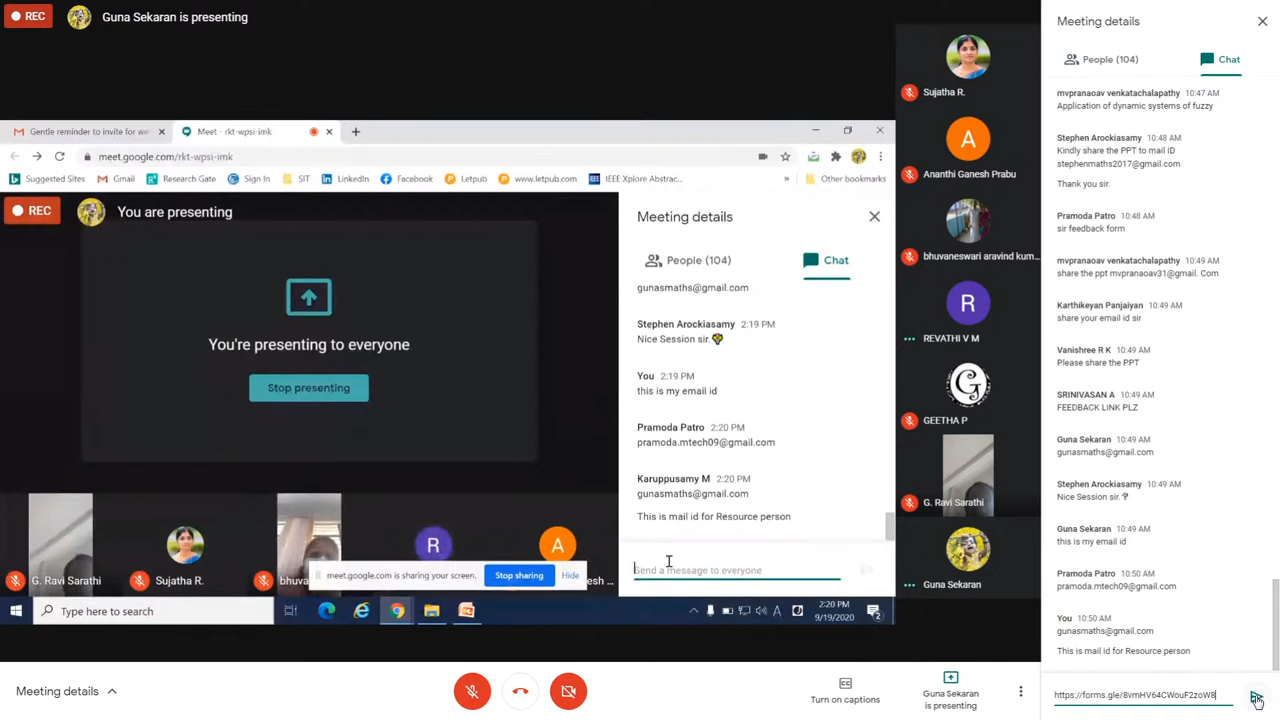 REC
Guna Sekaran is presenting
Gentle reminder to invite for we
Meet - rkt-wpsi-imk
meet.google.com/rkt-wpsi-imk
Suggested Sites
Gmail
Research Gate
Sign In
SIT
LinkedIn
Facebook
Letpub
www.letpub.com
IEEE Xplore Abstrac...
Other bookmarks
REC
You are presenting
You're presenting to everyone
Stop presenting
G. Ravi Sarathi
Sujatha R.
bhuva
R
A
esh ...
meet.google.com is sharing your screen.
Stop sharing
Hide
Meeting details
People (104)
Chat
gunasmaths@gmail.com
Stephen Arockiasamy 2:19 PM
Nice Session sir.
You 2:19 PM
this is my email id
Pramoda Patro 2:20 PM
pramoda.mtech09@gmail.com
Karuppusamy M 2:20 PM
gunasmaths@gmail.com
This is mail id for Resource person
Send a message to everyone
Type here to search
2:20 PM
9/19/2020
2
Sujatha R.
A
Ananthi Ganesh Prabu
bhuvaneswari aravind kum...
R
REVATHI V M
G
GEETHA P
G. Ravi Sarathi
Guna Sekaran
Meeting details
People (104)
Chat
mvpranaoav venkatachalapathy 10:47 AM
Application of dynamic systems of fuzzy
Stephen Arockiasamy 10:48 AM
Kindly share the PPT to mail ID
stephenmaths2017@gmail.com
Thank you sir.
Pramoda Patro 10:48 AM
sir feedback form
mvpranaoav venkatachalapathy 10:49 AM
share the ppt mvpranaoav31@gmail. Com
Karthikeyan Panjaiyan 10:49 AM
share your email id sir
Vanishree R K 10:49 AM
Please share the PPT
SRINIVASAN A 10:49 AM
FEEDBACK LINK PLZ
Guna Sekaran 10:49 AM
gunasmaths@gmail.com
Stephen Arockiasamy 10:49 AM
Nice Session sir.
Guna Sekaran 10:49 AM
this is my email id
Pramoda Patro 10:50 AM
pramoda.mtech09@gmail.com
You 10:50 AM
gunasmaths@gmail.com
This is mail id for Resource person
https://forms.gle/8vmHV64CWouF2zoW8
Meeting details
Turn on captions
Guna Sekaran
is presenting